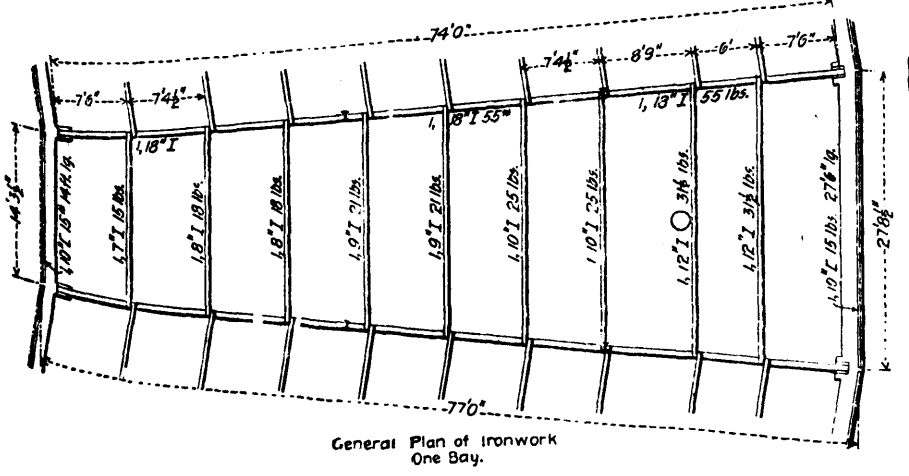 74'0"
7'6" 7'4½" 7'4½" 8'9" 6' 7'6"
1, 18" I 1, 8" I 55" 1, 13" I 55 lbs.
14'3½"
1, 10" I 15" 14 ft. lg.
1, 7" I 15 lbs.
1, 8" I 18 lbs.
1, 8" I 18 lbs.
1, 9" I 21 lbs.
1, 9" I 21 lbs.
1, 10" I 25 lbs.
1 10" I 25 lbs.
1, 12" I 31½ lbs.
1, 12" I 31½ lbs.
1, 10" I 15 lbs. 27'6" lg.
27'8½"
77'0"
General Plan of Ironwork
One Bay.